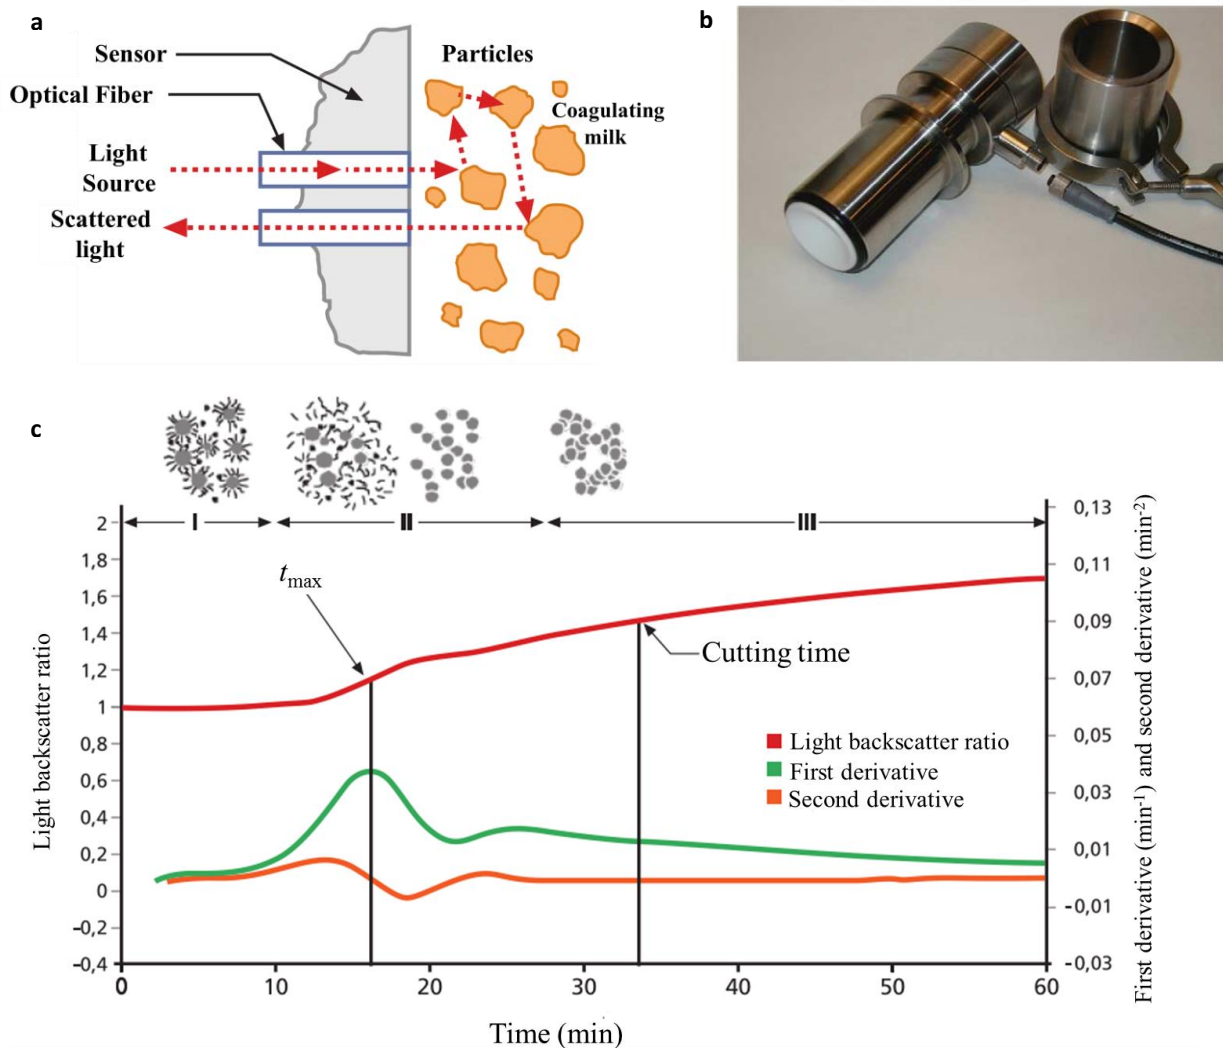 a
Sensor
Optical Fiber
Light
Source
Scattered
light
Particles
Coagulating
milk
b
c
I
II
III
2
1,8
1,6
1,4
1,2
1
0,8
0,6
0,4
0,2
0
-0,2
-0,4
Light backscatter ratio
t max
Cutting time
Light backscatter ratio
First derivative
Second derivative
0,13
0,11
0,09
0,07
0,05
0,03
0,01
-0,01
-0,03
First derivative (min-1) and second derivative (min-2)
0
10
20
30
40
50
60
Time (min)